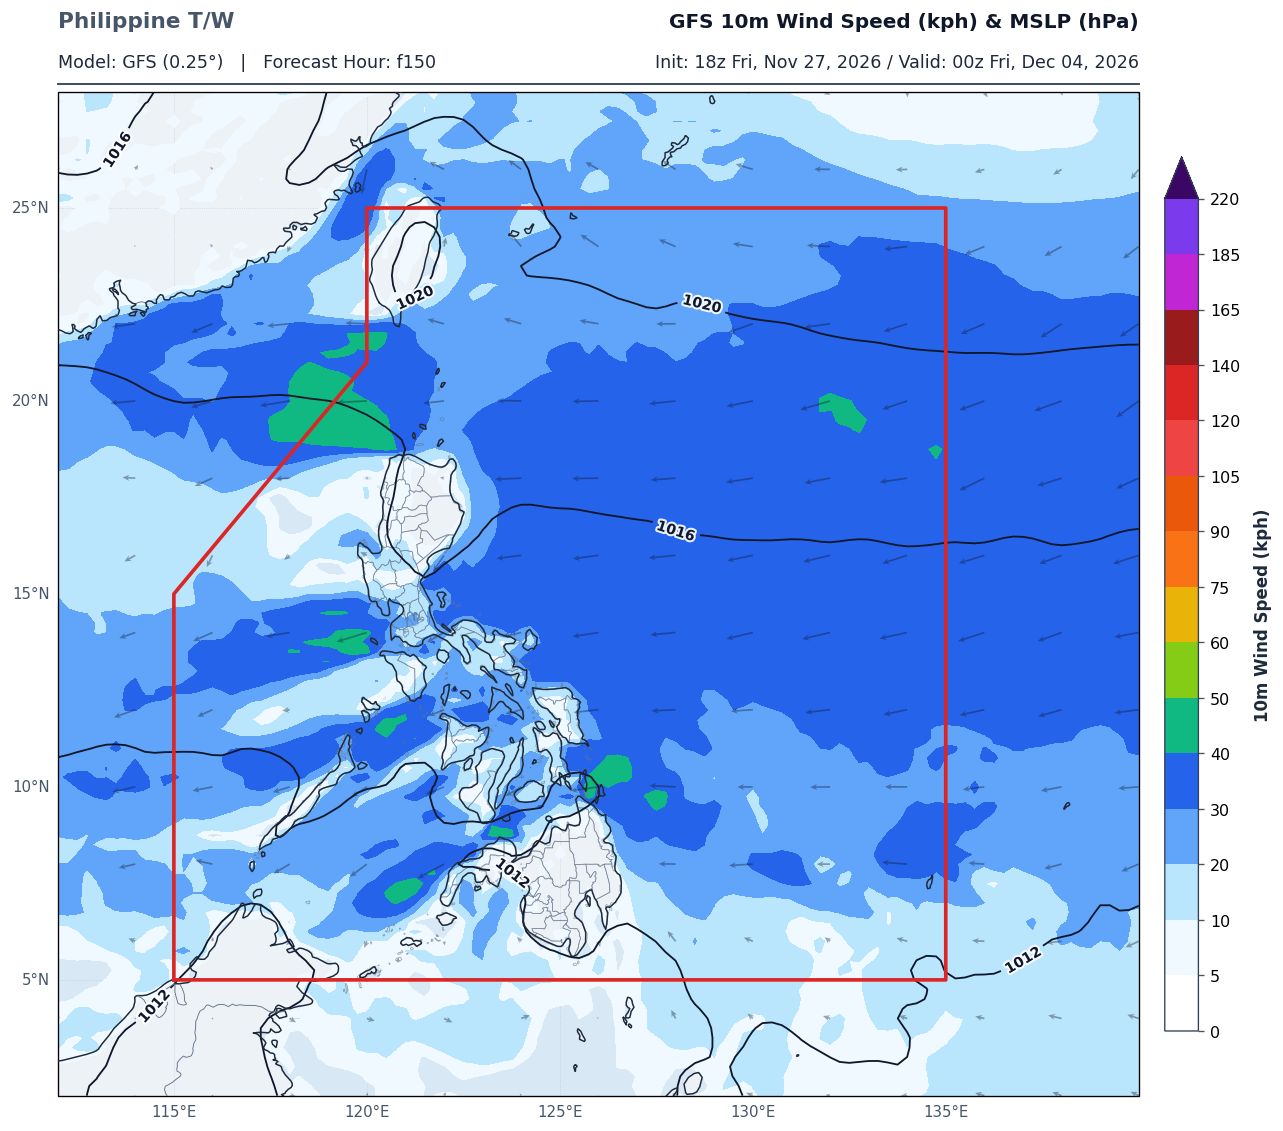 Philippine T/W
GFS 10m Wind Speed (kph) & MSLP (hPa)
Model: GFS (0.25°)   |   Forecast Hour: f150
Init: 18z Fri, Nov 27, 2026 / Valid: 00z Fri, Dec 04, 2026
1016
1020
1020
1016
1012
1012
1012
25°N
20°N
15°N
10°N
5°N
115°E
120°E
125°E
130°E
135°E
220
185
165
140
120
105
90
75
60
50
40
30
20
10
5
0
10m Wind Speed (kph)